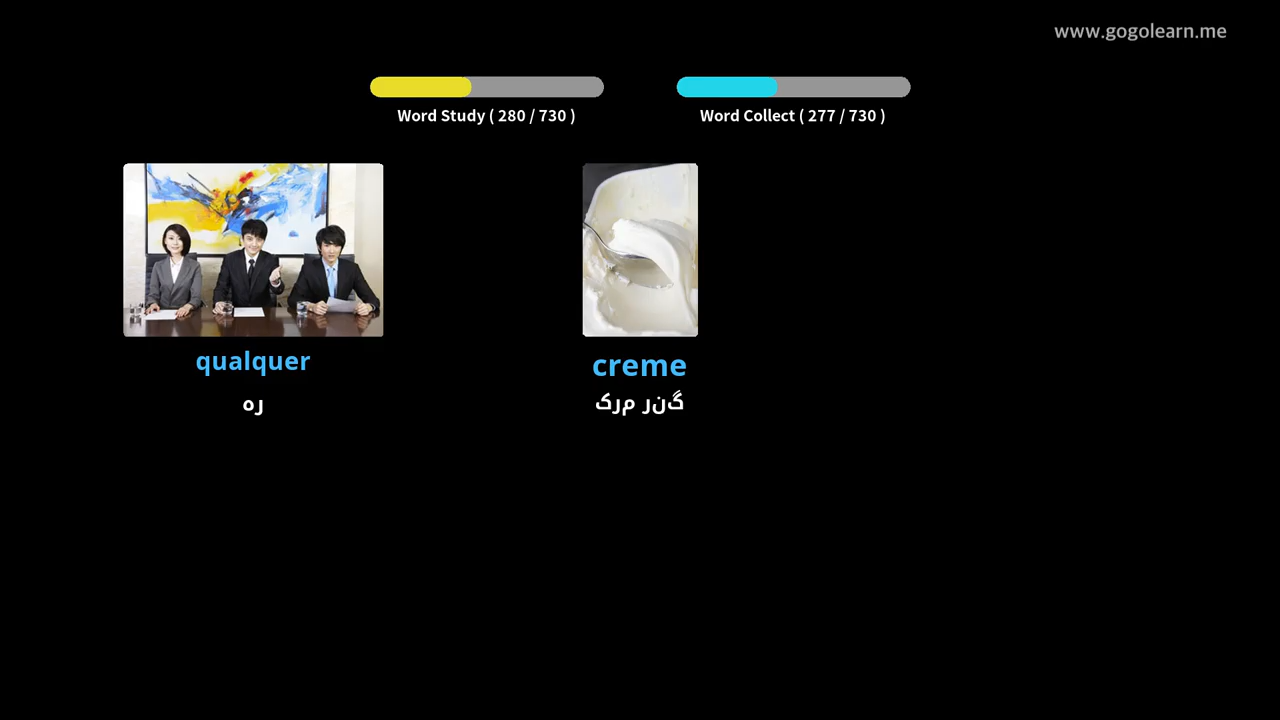 www.gogolearn.me
Word Study ( 280 / 730 )
Word Collect ( 277 / 730 )
qualquer
ره
creme
گنر مرک